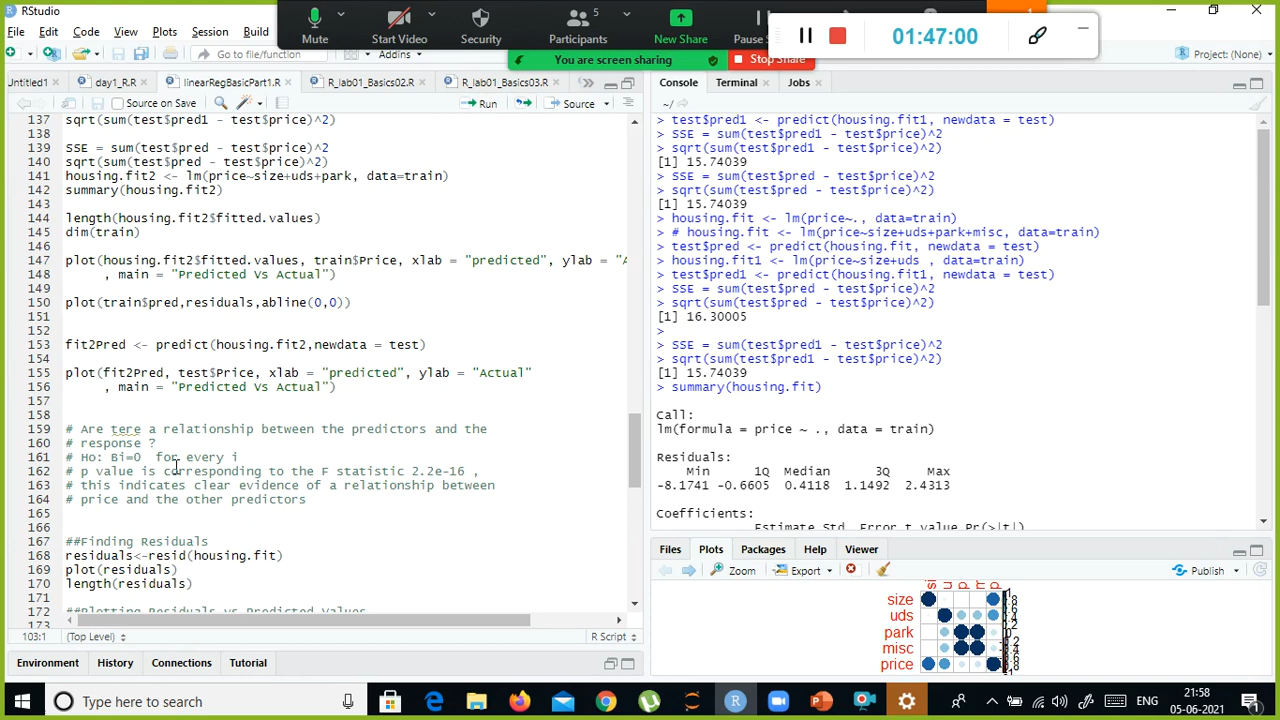 RStudio
File Edit Code View Plots Session Build
Mute
Start Video
Security
5
Participants
New Share
Pause S
01:47:00
You are screen sharing
Stop Share
Go to file/function
Addins
Project: (None)
Untitled1
day1_R.R
linearRegBasicPart1.R
R_lab01_Basics02.R
R_lab01_Basics03.R
Source on Save
Run
Source
137 sqrt(sum(test$pred1 - test$price)^2)
138
139 SSE = sum(test$pred - test$price)^2
140 sqrt(sum(test$pred - test$price)^2)
141 housing.fit2 <- lm(price~size+uds+park, data=train)
142 summary(housing.fit2)
143
144 length(housing.fit2$fitted.values)
145 dim(train)
146
147 plot(housing.fit2$fitted.values, train$Price, xlab = "predicted", ylab = "A
148 , main = "Predicted Vs Actual")
149
150 plot(train$pred,residuals,abline(0,0))
151
152
153 fit2Pred <- predict(housing.fit2,newdata = test)
154
155 plot(fit2Pred, test$Price, xlab = "predicted", ylab = "Actual"
156 , main = "Predicted Vs Actual")
157
158
159 # Are tere a relationship between the predictors and the
160 # response ?
161 # Ho: Bi=0 for every i
162 # p value is corresponding to the F statistic 2.2e-16 ,
163 # this indicates clear evidence of a relationship between
164 # price and the other predictors
165
166
167 ##Finding Residuals
168 residuals<-resid(housing.fit)
169 plot(residuals)
170 length(residuals)
171
172 ##Plotting Residuals vs Predicted Values
173
103:1 (Top Level) R Script
Environment History Connections Tutorial
Console Terminal Jobs
~/
> test$pred1 <- predict(housing.fit1, newdata = test)
> SSE = sum(test$pred1 - test$price)^2
> sqrt(sum(test$pred1 - test$price)^2)
[1] 15.74039
> SSE = sum(test$pred - test$price)^2
> sqrt(sum(test$pred - test$price)^2)
[1] 15.74039
> housing.fit <- lm(price~., data=train)
> # housing.fit <- lm(price~size+uds+park+misc, data=train)
> test$pred <- predict(housing.fit, newdata = test)
> housing.fit1 <- lm(price~size+uds , data=train)
> test$pred1 <- predict(housing.fit1, newdata = test)
> SSE = sum(test$pred - test$price)^2
> sqrt(sum(test$pred - test$price)^2)
[1] 16.30005
>
> SSE = sum(test$pred1 - test$price)^2
> sqrt(sum(test$pred1 - test$price)^2)
[1] 15.74039
> summary(housing.fit)
Call:
lm(formula = price ~ ., data = train)
Residuals:
Min 1Q Median 3Q Max
-8.1741 -0.6605 0.4118 1.1492 2.4313
Coefficients:
Estimate Std. Error t value Pr(>|t|)
Files Plots Packages Help Viewer
Zoom Export Publish
size
uds
park
misc
price
Type here to search
ENG
21:58
05-06-2021